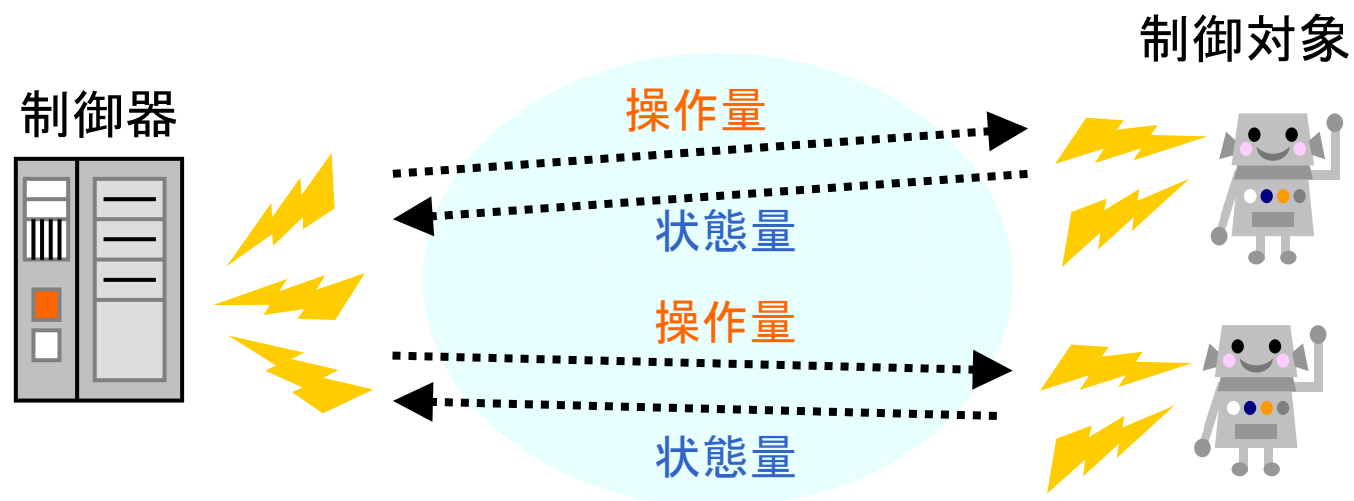 制御対象
制御器
操作量
状態量
操作量
状態量